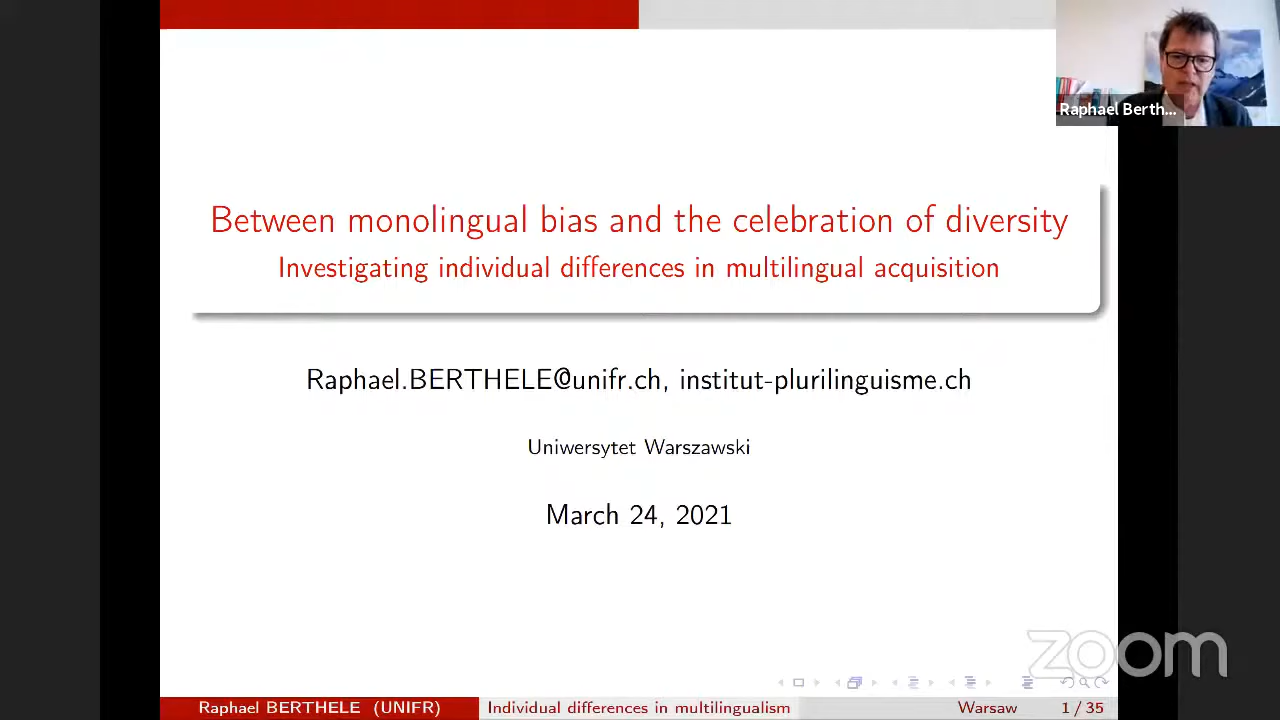 Raphael Berth...
Between monolingual bias and the celebration of diversity
Investigating individual differences in multilingual acquisition
Raphael.BERTHELE@unifr.ch, institut-plurilinguisme.ch
Uniwersytet Warszawski
March 24, 2021
zoom
Raphael BERTHELE (UNIFR) Individual differences in multilingualism Warsaw 1 / 35